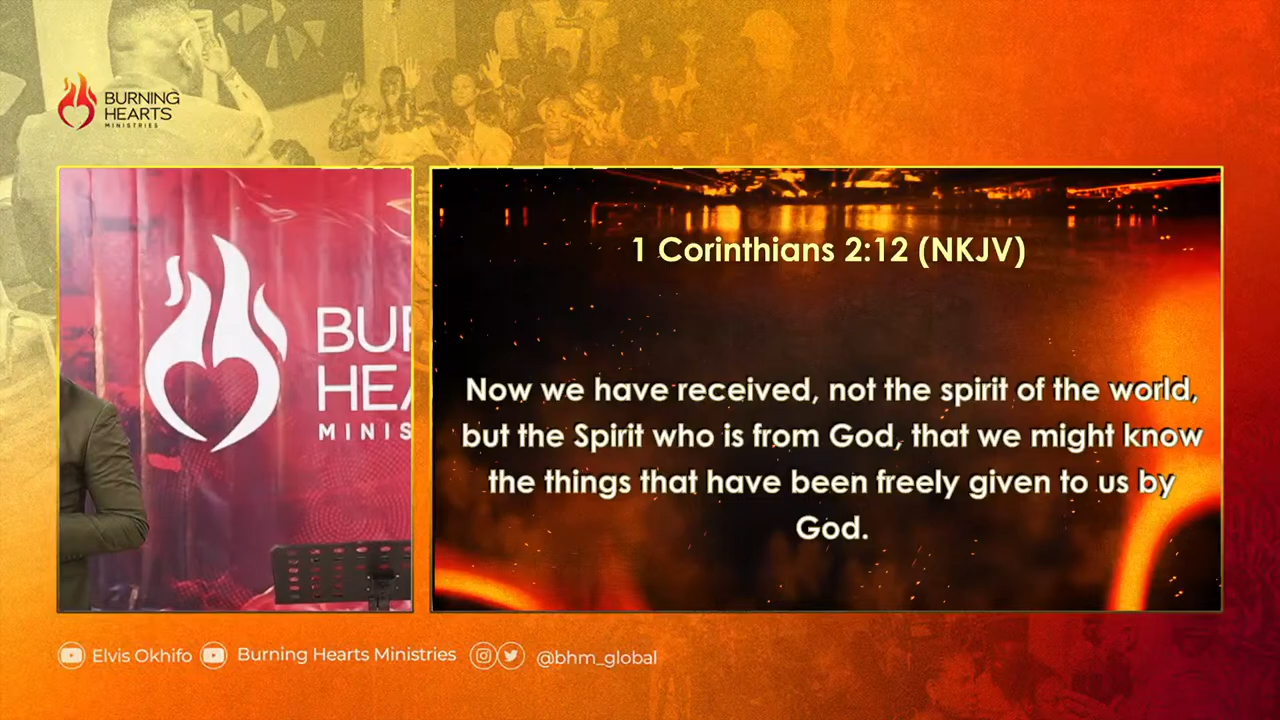 BURNING
HEARTS
MINISTRIES
BUR
HEA
MINIS
1 Corinthians 2:12 (NKJV)
Now we have received, not the spirit of the world,
but the Spirit who is from God, that we might know
the things that have been freely given to us by
God.
Elvis Okhifo Burning Hearts Ministries @bhm_global